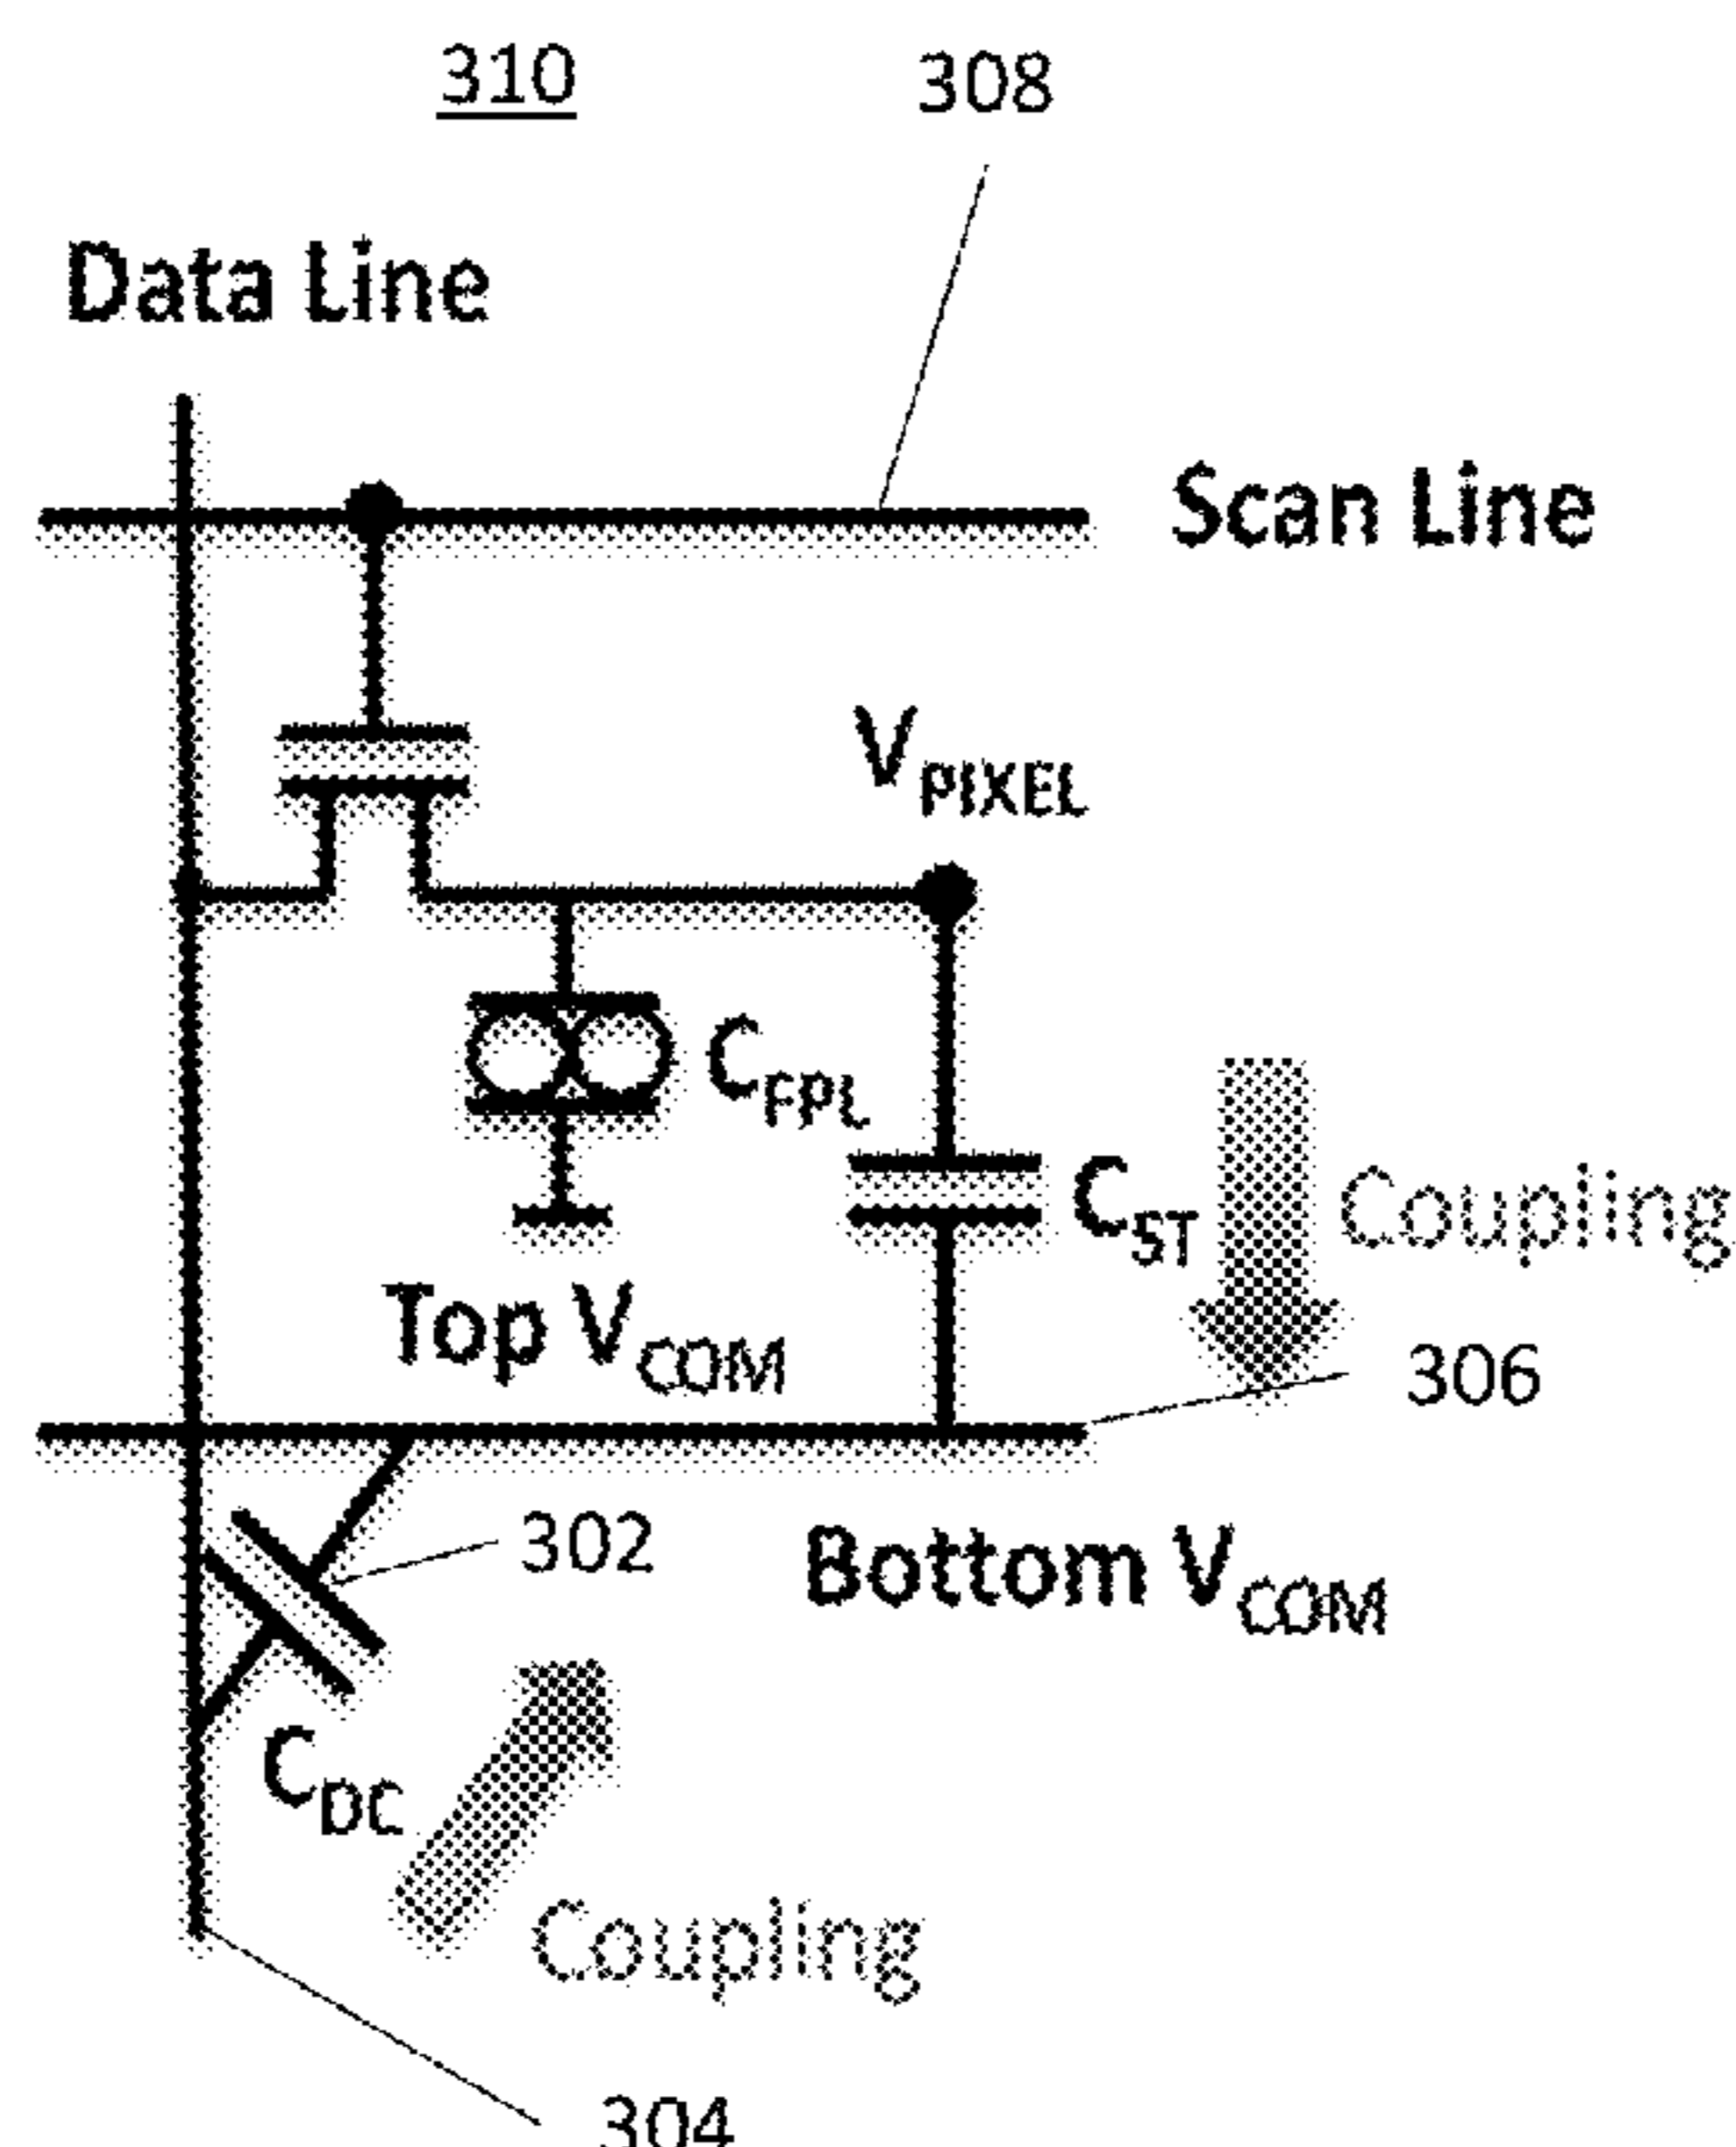 310
308
Data Line
Scan Line
VPIXEL
CFPL
CST
Coupling
Top VCOM
306
302
Bottom VCOM
CDC
Coupling
304